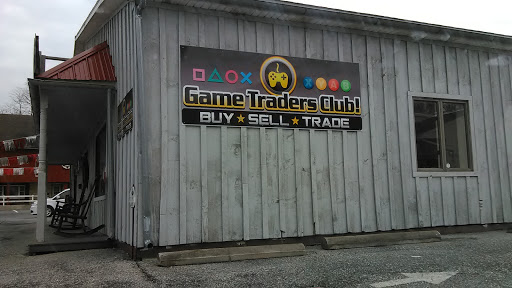 X Y A B
Game Traders Club!
BUY ★ SELL ★ TRADE